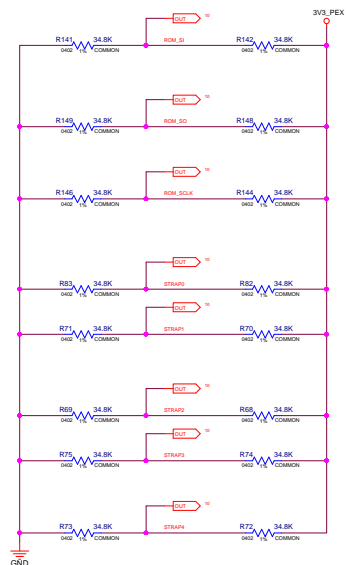 3V3_PEX
OUT
R141 34.8K ROM_SI R142 34.8K
0402 1% COMMON 0402 1% COMMON
OUT
R149 34.8K ROM_SO R148 34.8K
0402 1% COMMON 0402 1% COMMON
OUT
R146 34.8K ROM_SCLK R144 34.8K
0402 1% COMMON 0402 1% COMMON
OUT
R83 34.8K STRAP0 R82 34.8K
0402 1% COMMON 0402 1% COMMON
OUT
R71 34.8K STRAP1 R70 34.8K
0402 1% COMMON 0402 1% COMMON
OUT
R69 34.8K STRAP2 R68 34.8K
0402 1% COMMON 0402 1% COMMON
OUT
R75 34.8K STRAP3 R74 34.8K
0402 1% COMMON 0402 1% COMMON
OUT
R73 34.8K STRAP4 R72 34.8K
0402 1% COMMON 0402 1% COMMON
GND